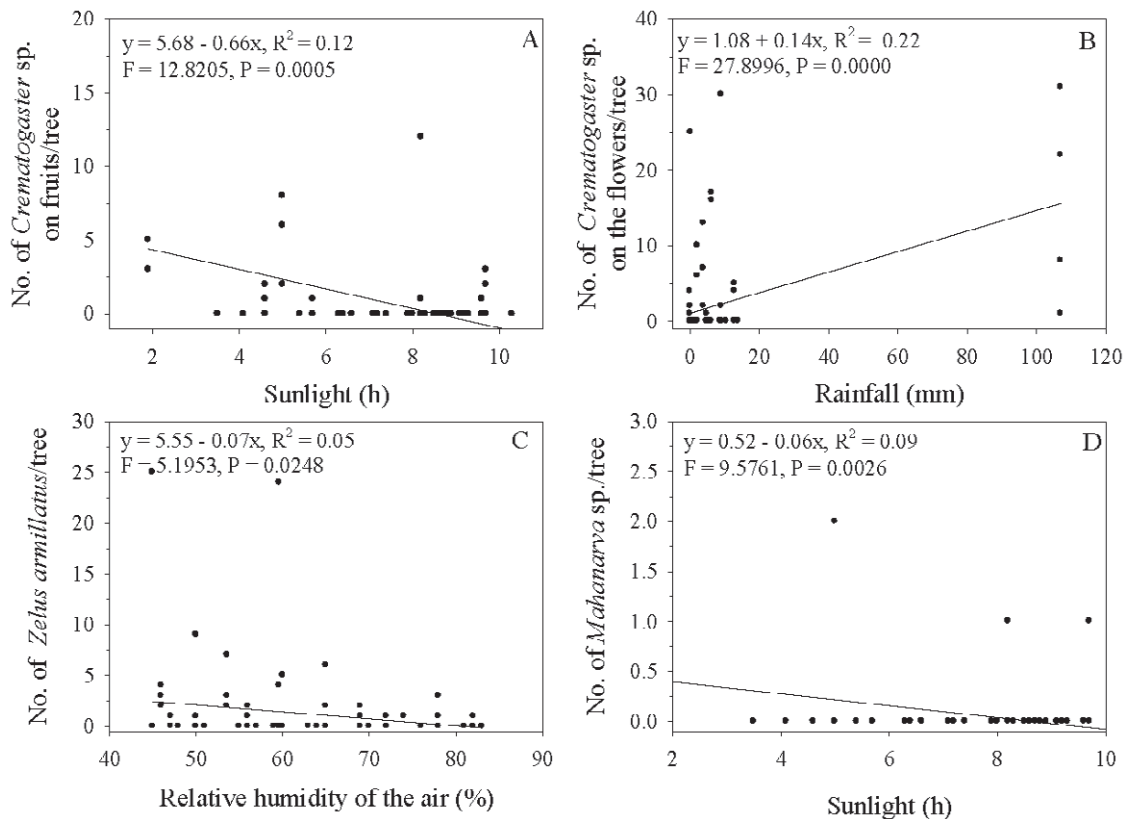 y = 5.68 - 0.66x, R² = 0.12
F = 12.8205, P = 0.0005
A
No. of Crematogasier sp.
on fruits/tree
20
15
10
5
0
2 4 6 8 10
Sunlight (h)
y = 1.08 + 0.14x, R² = 0.22
F = 27.8996, P = 0.0000
B
No. of Crematogaster sp.
on the flowers/tree
40
30
20
10
0
0 20 40 60 80 100 120
Rainfall (mm)
y = 5.55 - 0.07x, R² = 0.05
F = 5.1953, P = 0.0248
C
No. of Zelus armillatus/tree
30
25
20
15
10
5
0
40 50 60 70 80 90
Relative humidity of the air (%)
y = 0.52 - 0.06x, R² = 0.09
F = 9.5761, P = 0.0026
D
No. of Mahanarva sp./tree
3.0
2.5
2.0
1.5
1.0
0.5
0.0
2 4 6 8 10
Sunlight (h)